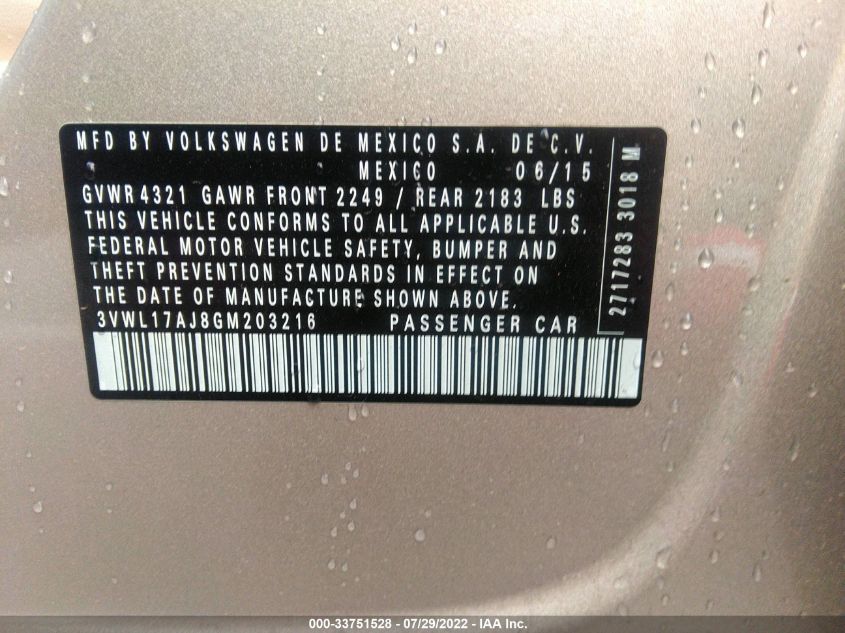 MFD BY VOLKSWAGEN DE MEXICO S.A. DE C.V.
MEXICO 06/15
GVWR 4321 GAWR FRONT 2249 / REAR 2183 LBS
THIS VEHICLE CONFORMS TO ALL APPLICABLE U.S.
FEDERAL MOTOR VEHICLE SAFETY, BUMPER AND
THEFT PREVENTION STANDARDS IN EFFECT ON
THE DATE OF MANUFACTURE SHOWN ABOVE.
3VWL17AJ8GM203216 PASSENGER CAR
2717283 3018 M
000-33751528 - 07/29/2022 - IAA Inc.